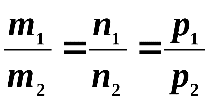 m₁/m₂ = n₁/n₂ = p₁/p₂